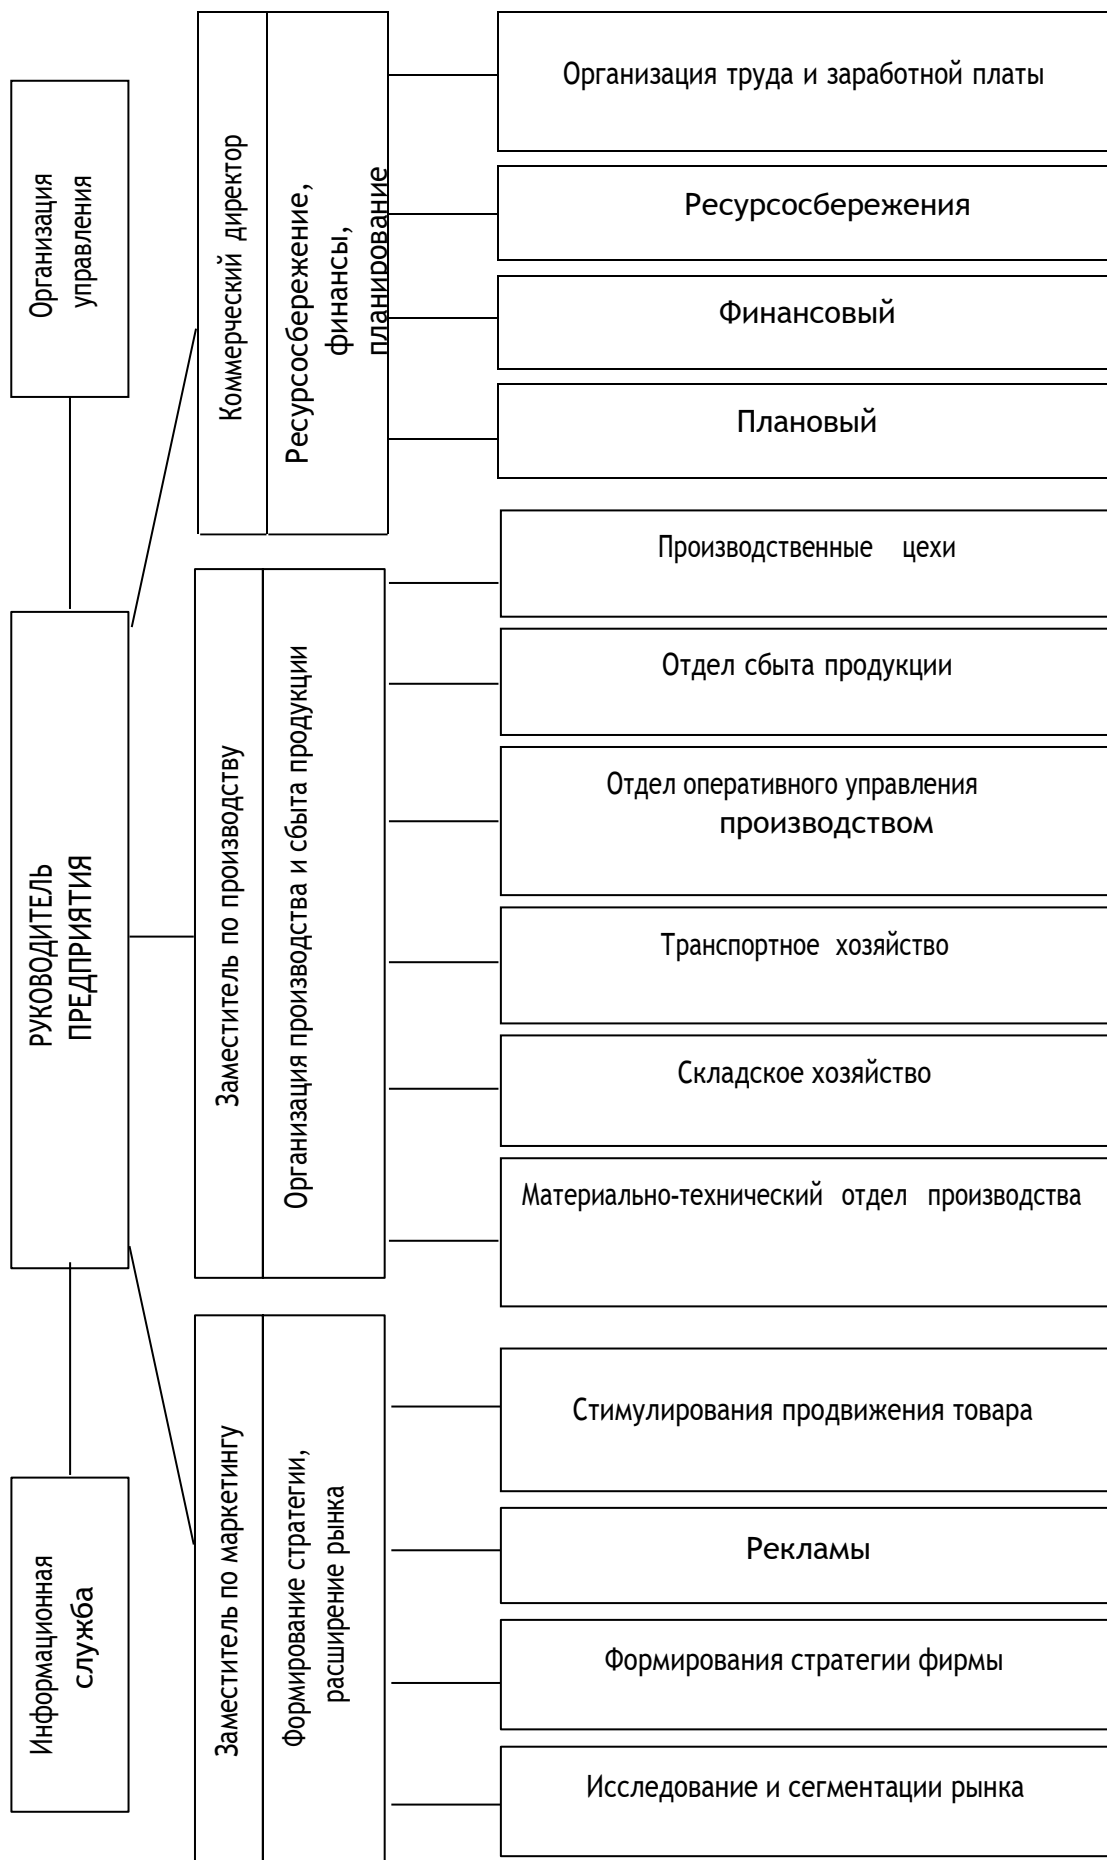 Организация
управления
РУКОВОДИТЕЛЬ
ПРЕДПРИЯТИЯ
Информационная
служба
Коммерческий директор
Ресурсосбережение,
финансы,
планирование
Организация труда и заработной платы
Ресурсосбережения
Финансовый
Плановый
Заместитель по производству
Организация производства и сбыта продукции
Производственные цехи
Отдел сбыта продукции
Отдел оперативного управления
производством
Транспортное хозяйство
Складское хозяйство
Материально-технический отдел производства
Заместитель по маркетингу
Формирование стратегии,
расширение рынка
Стимулирования продвижения товара
Рекламы
Формирования стратегии фирмы
Исследование и сегментации рынка